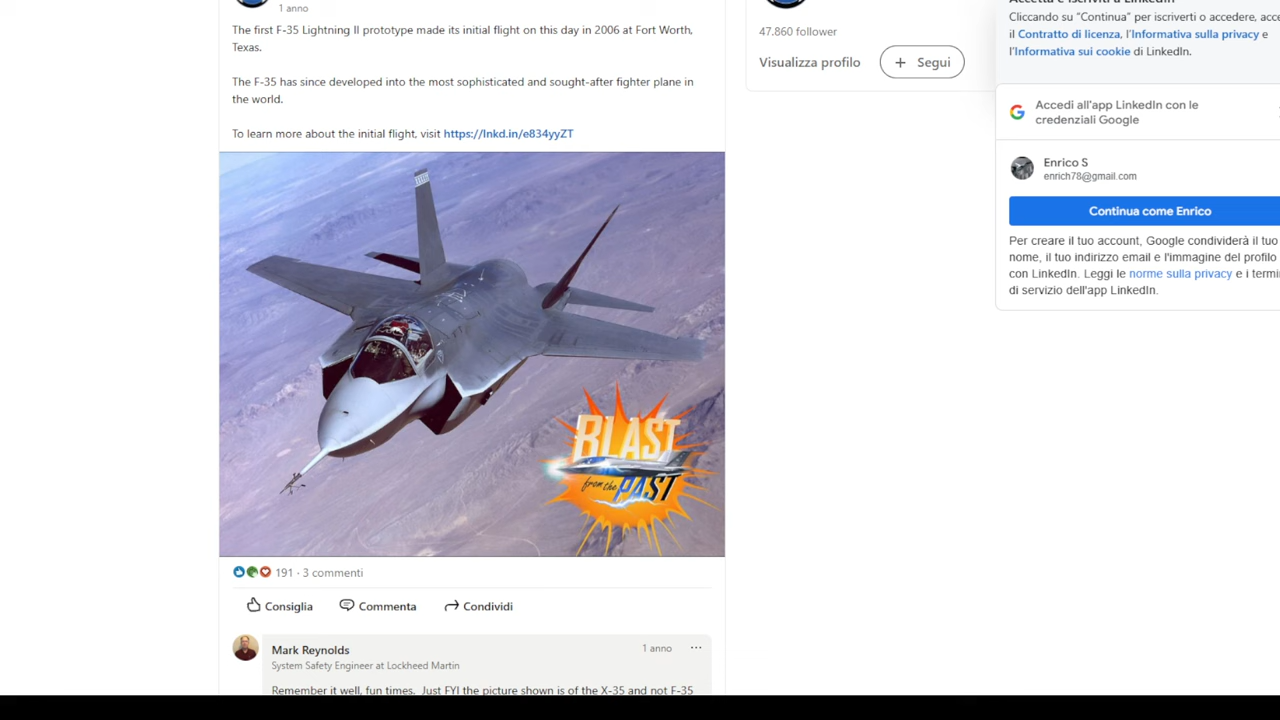 1 anno
The first F-35 Lightning II prototype made its initial flight on this day in 2006 at Fort Worth,
Texas.
The F-35 has since developed into the most sophisticated and sought-after fighter plane in
the world.
To learn more about the initial flight, visit https://lnkd.in/e834yyZT
BLAST
from the
PAST
191 · 3 commenti
Consiglia
Commenta
Condividi
Mark Reynolds
1 anno
System Safety Engineer at Lockheed Martin
Remember it well, fun times. Just FYI the picture shown is of the X-35 and not F-35
47.860 follower
Visualizza profilo
+ Segui
Accetta e iscriviti a LinkedIn
Cliccando su “Continua” per iscriverti o accedere, acce
il Contratto di licenza, l’Informativa sulla privacy e
l’Informativa sui cookie di LinkedIn.
Accedi all'app LinkedIn con le
credenziali Google
Enrico S
enrich78@gmail.com
Continua come Enrico
Per creare il tuo account, Google condividerà il tuo
nome, il tuo indirizzo email e l'immagine del profilo
con LinkedIn. Leggi le norme sulla privacy e i termi
di servizio dell'app LinkedIn.